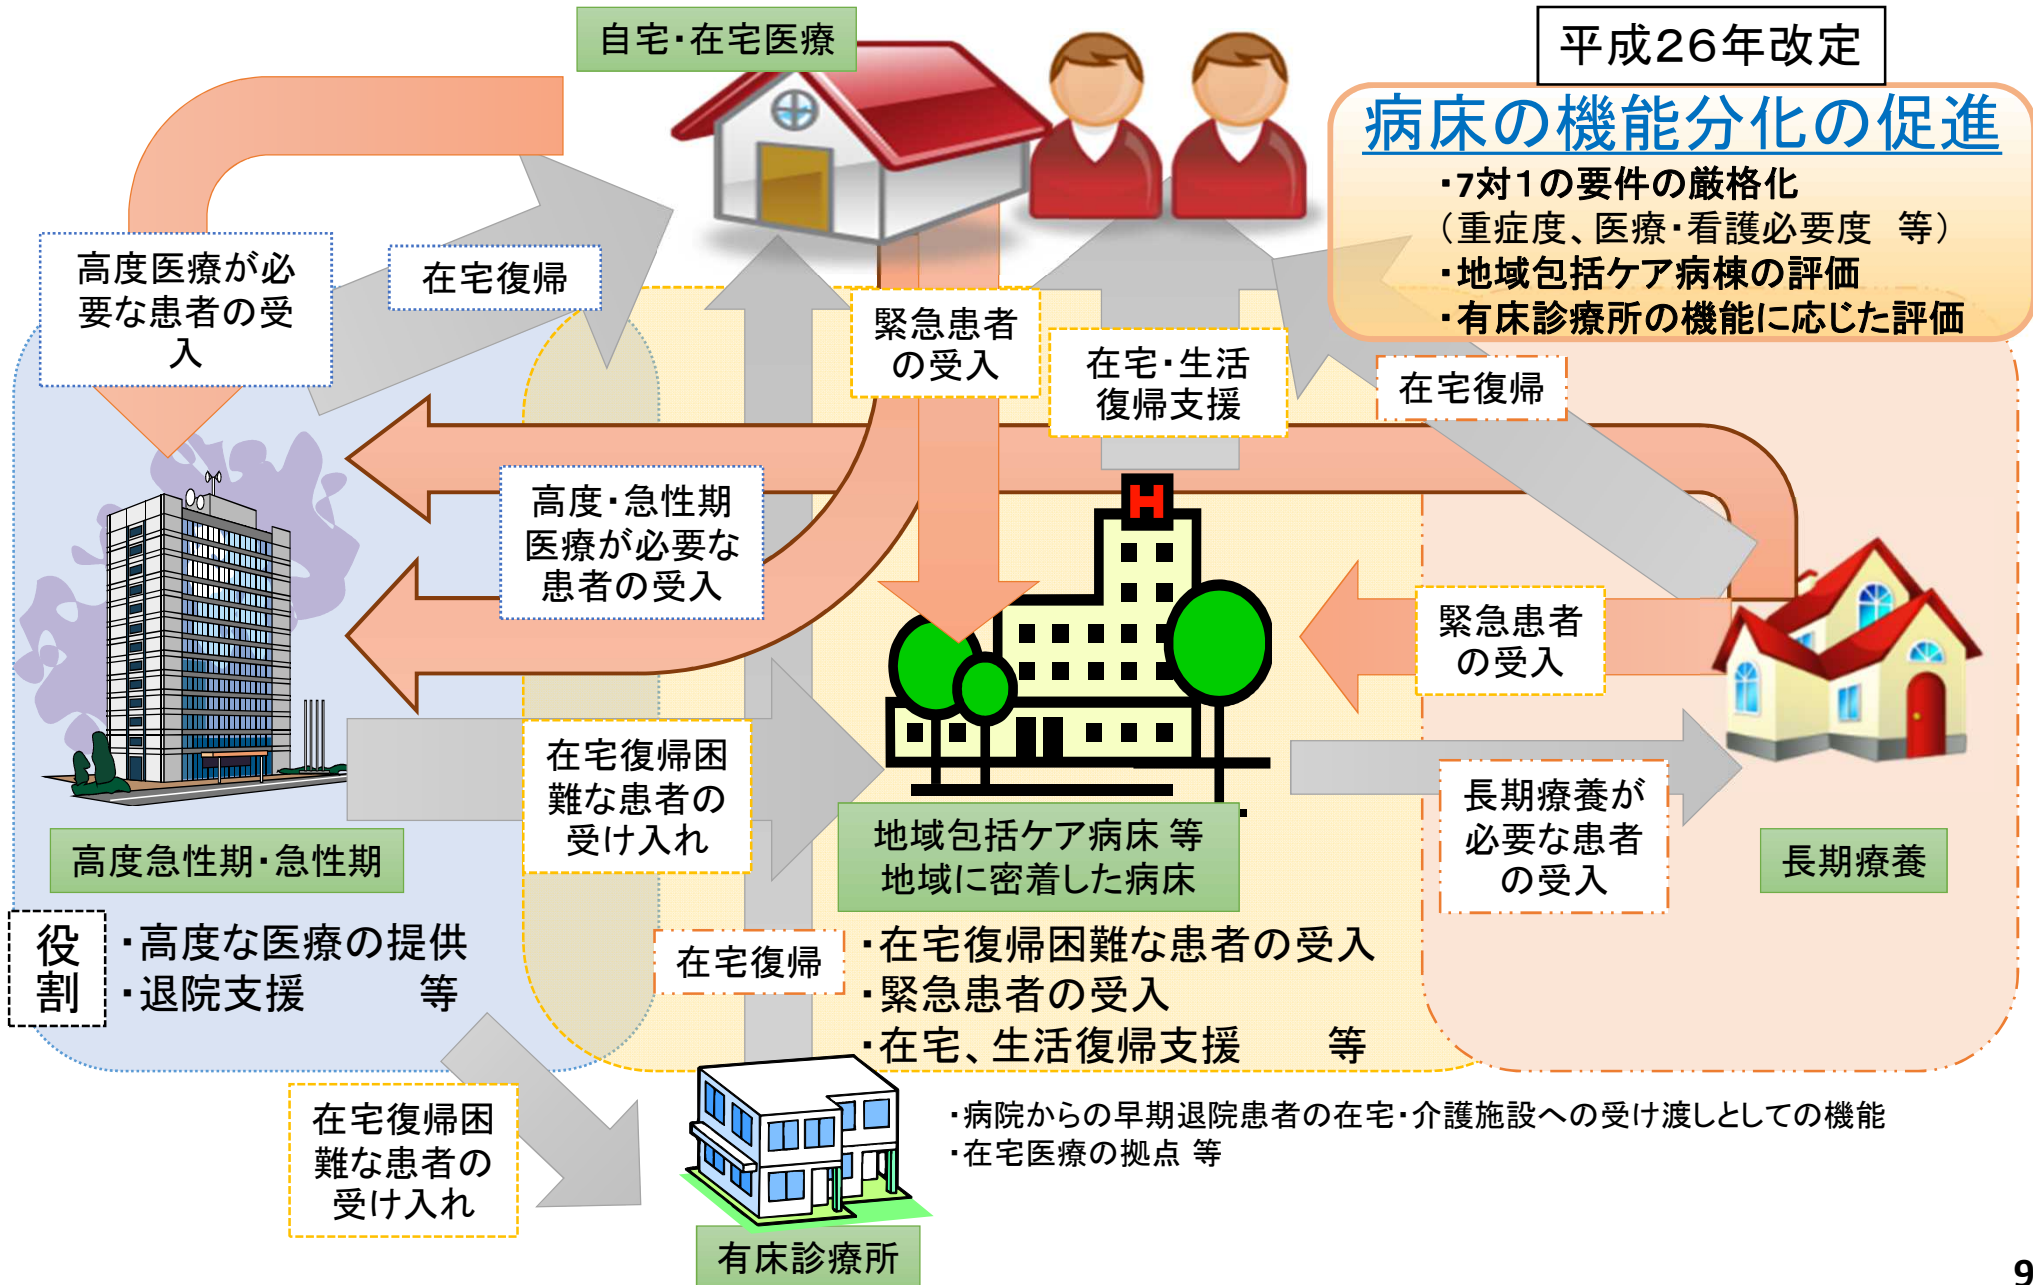 自宅・在宅医療
平成26年改定
病床の機能分化の促進
・7対1の要件の厳格化
（重症度、医療・看護必要度 等）
・地域包括ケア病棟の評価
・有床診療所の機能に応じた評価
高度医療が必
要な患者の受
入
在宅復帰
緊急患者
の受入
在宅・生活
復帰支援
在宅復帰
高度・急性期
医療が必要な
患者の受入
H
緊急患者
の受入
在宅復帰困
難な患者の
受け入れ
長期療養が
必要な患者
の受入
高度急性期・急性期
地域包括ケア病床 等
地域に密着した病床
長期療養
役
割
・高度な医療の提供
・退院支援 等
在宅復帰
・在宅復帰困難な患者の受入
・緊急患者の受入
・在宅、生活復帰支援 等
在宅復帰困
難な患者の
受け入れ
・病院からの早期退院患者の在宅・介護施設への受け渡しとしての機能
・在宅医療の拠点 等
有床診療所
9